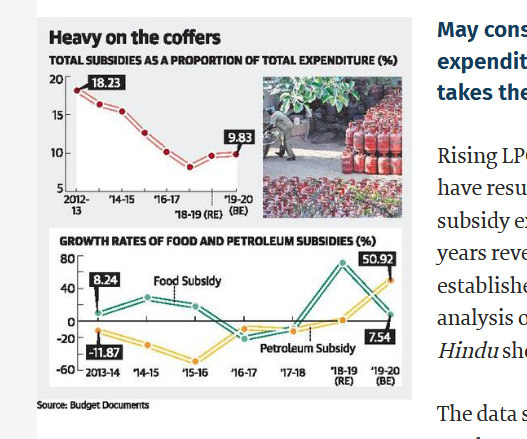 Heavy on the coffers
TOTAL SUBSIDIES AS A PROPORTION OF TOTAL EXPENDITURE (%)
20
15
10
5
18.23
9.83
2012-13
'14-15
'16-17
'18-19 (RE)
'19-20 (BE)
GROWTH RATES OF FOOD AND PETROLEUM SUBSIDIES (%)
80
40
0
-20
-60
8.24
Food Subsidy
50.92
-11.87
Petroleum Subsidy
7.54
2013-14
'14-15
'15-16
'16-17
'17-18
'18-19 (RE)
'19-20 (BE)
Source: Budget Documents
May cons
expendit
takes the
Rising LP
have resu
subsidy e
years reve
establishe
analysis o
Hindu sho
The data s